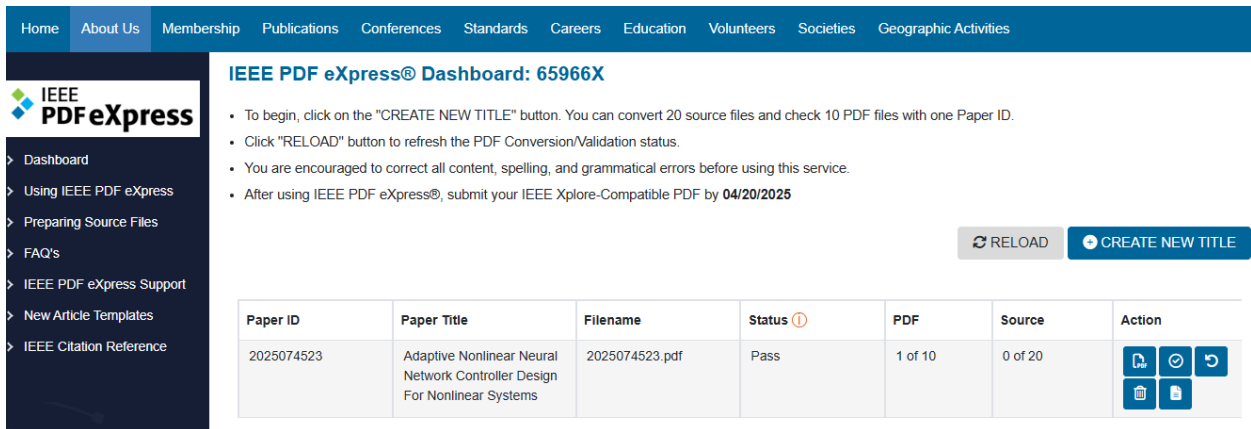 Home About Us Membership Publications Conferences Standards Careers Education Volunteers Societies Geographic Activities
IEEE
PDF eXpress
Dashboard
Using IEEE PDF eXpress
Preparing Source Files
FAQ's
IEEE PDF eXpress Support
New Article Templates
IEEE Citation Reference
IEEE PDF eXpress® Dashboard: 65966X
• To begin, click on the "CREATE NEW TITLE" button. You can convert 20 source files and check 10 PDF files with one Paper ID.
• Click "RELOAD" button to refresh the PDF Conversion/Validation status.
• You are encouraged to correct all content, spelling, and grammatical errors before using this service.
• After using IEEE PDF eXpress®, submit your IEEE Xplore-Compatible PDF by 04/20/2025
RELOAD CREATE NEW TITLE
Paper ID Paper Title Filename Status PDF Source Action
2025074523 Adaptive Nonlinear Neural 2025074523.pdf Pass 1 of 10 0 of 20
Network Controller Design
For Nonlinear Systems